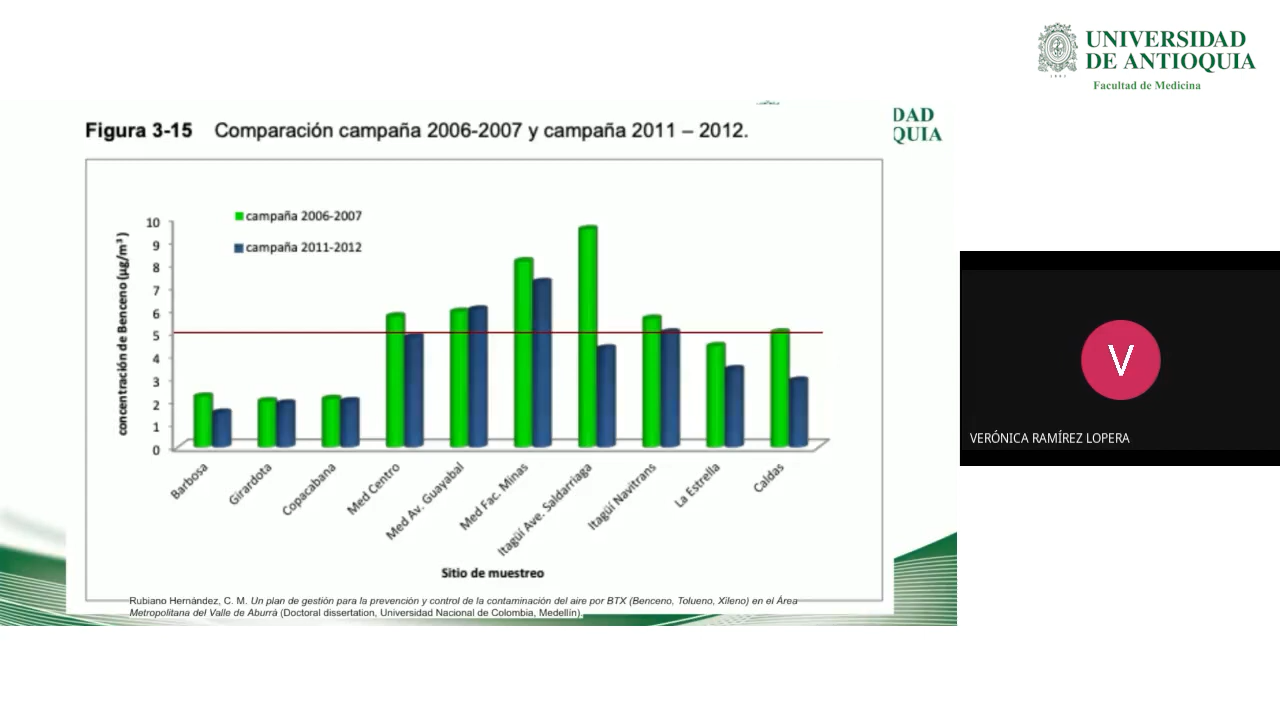 UNIVERSIDAD
DE ANTIOQUIA
1803
Facultad de Medicina
DAD
QUIA
Figura 3-15 Comparación campaña 2006-2007 y campaña 2011 – 2012.
campaña 2006-2007
campaña 2011-2012
concentración de Benceno (µg/m³)
10
9
8
7
6
5
4
3
2
1
0
Barbosa
Girardota
Copacabana
Med Centro
Med Av. Guayabal
Med Fac. Minas
Itagüí Ave. Saldarriaga
Itagüí Navitrans
La Estrella
Caldas
Sitio de muestreo
Rubiano Hernández, C. M. Un plan de gestión para la prevención y control de la contaminación del aire por BTX (Benceno, Tolueno, Xileno) en el Área
Metropolitana del Valle de Aburrá (Doctoral dissertation, Universidad Nacional de Colombia, Medellín).
V
VERÓNICA RAMÍREZ LOPERA